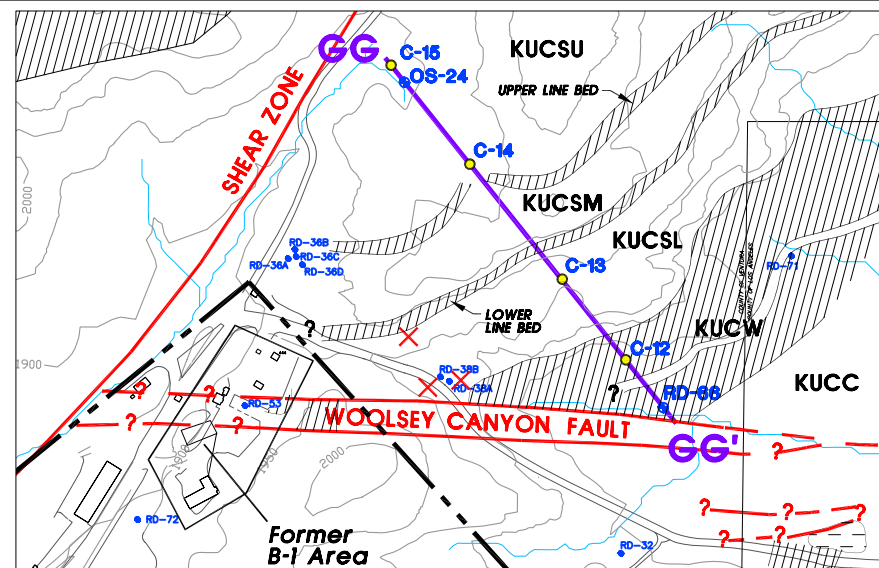 GG
C-15
KUCSU
OS-24
UPPER LINE BED
SHEAR ZONE
C-14
2000
KUCSM
KUCSL
RD-36B
RD-36C
RD-36A
RD-36D
C-13
RD-71
COUNTY OF VENTURA
COUNTY OF LOS ANGELES
LOWER
LINE BED
?
KUCW
1900
C-12
RD-38B
RD-38A
KUCC
?
?
?
RD-53
RD-66
?
?
WOOLSEY CANYON FAULT
GG'
?
1900
1950
2000
?
?
?
RD-72
Former
B-1 Area
RD-32
?
?